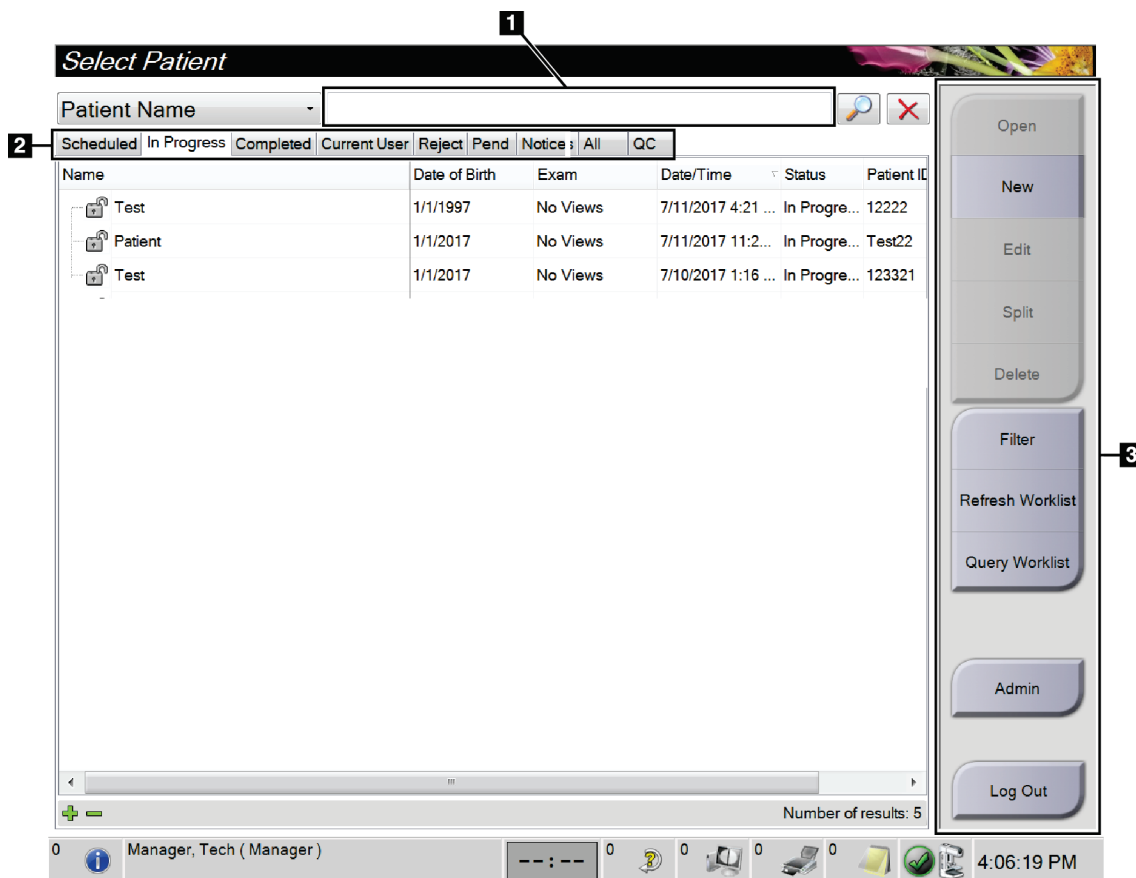 1
Select Patient
Patient Name
2
Scheduled In Progress Completed Current User Reject Pend Notices All QC
Name Date of Birth Exam Date/Time Status Patient ID
Test 1/1/1997 No Views 7/11/2017 4:21 ... In Progre... 12222
Patient 1/1/2017 No Views 7/11/2017 11:2... In Progre... Test22
Test 1/1/2017 No Views 7/10/2017 1:16 ... In Progre... 123321
Open
New
Edit
Split
Delete
Filter
3
Refresh Worklist
Query Worklist
Admin
Log Out
Number of results: 5
0 Manager, Tech ( Manager ) --:-- 0 0 0 0 4:06:19 PM